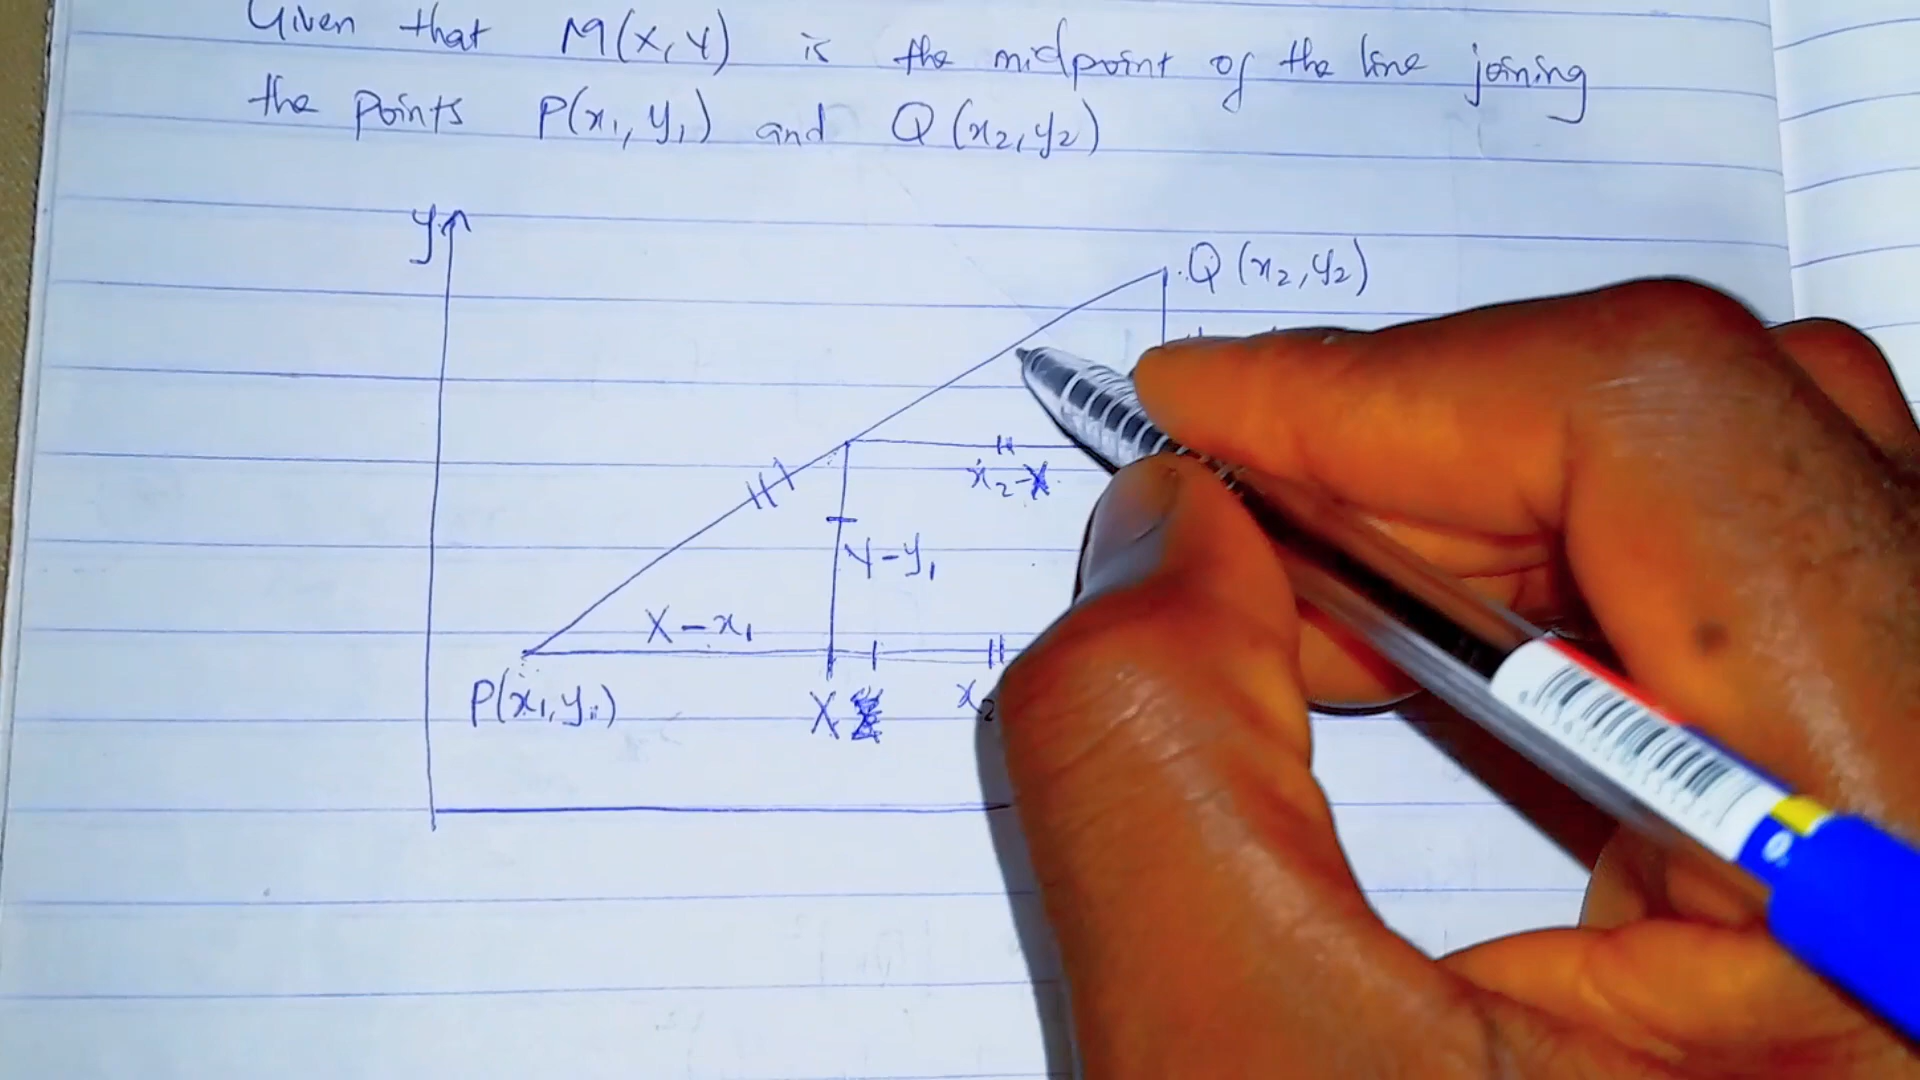 Given that M(X,Y) is the midpoint of the line joining
the points P(x₁, y₁) and Q(x₂, y₂)
y
Q(x₂, y₂)
x₂-X
Y-y₁
X-x₁
P(x₁, y₁)
X
x₂